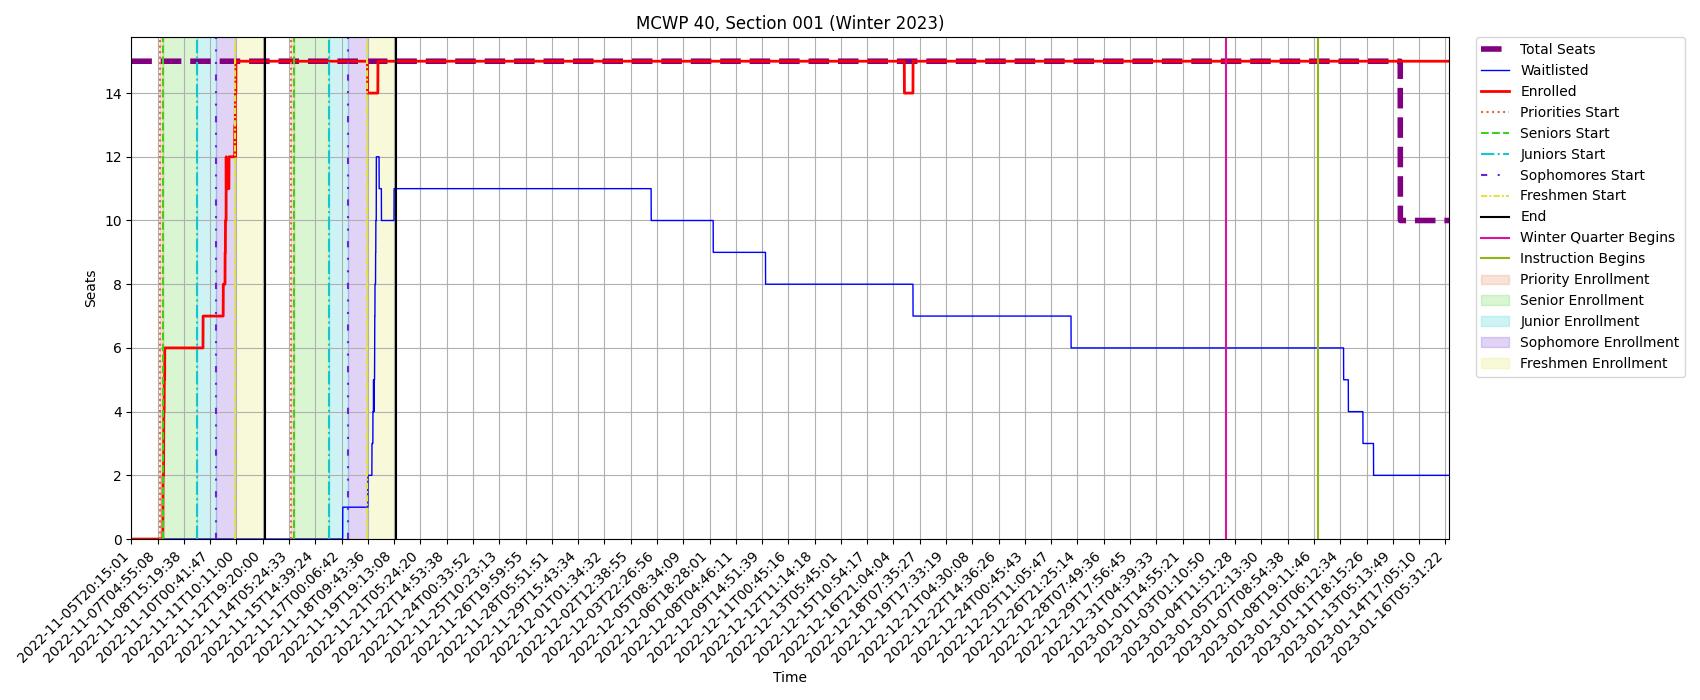 MCWP 40, Section 001 (Winter 2023)
Seats
14
12
10
8
6
4
2
0
2022-11-05T20:15:01
2022-11-07T04:55:08
2022-11-08T15:19:38
2022-11-10T00:41:47
2022-11-11T10:11:00
2022-11-12T19:20:00
2022-11-14T05:24:33
2022-11-15T14:39:24
2022-11-17T00:06:42
2022-11-18T09:43:36
2022-11-19T19:13:08
2022-11-21T05:24:20
2022-11-22T14:53:38
2022-11-24T00:33:52
2022-11-25T10:23:13
2022-11-26T19:59:55
2022-11-28T05:51:51
2022-11-29T15:43:34
2022-12-01T01:34:32
2022-12-02T12:38:55
2022-12-03T22:26:56
2022-12-05T08:34:09
2022-12-06T18:28:01
2022-12-08T04:46:11
2022-12-09T14:51:39
2022-12-11T00:45:16
2022-12-12T11:14:18
2022-12-13T05:45:01
2022-12-15T10:54:17
2022-12-16T21:04:04
2022-12-18T07:35:27
2022-12-19T17:33:19
2022-12-21T04:30:08
2022-12-22T14:36:26
2022-12-24T00:45:43
2022-12-25T11:05:47
2022-12-26T21:25:14
2022-12-28T07:49:36
2022-12-29T17:56:45
2022-12-31T04:39:33
2023-01-01T14:55:21
2023-01-03T01:10:50
2023-01-04T11:51:28
2023-01-05T22:13:30
2023-01-07T08:54:38
2023-01-08T19:11:46
2023-01-10T06:12:34
2023-01-11T18:15:26
2023-01-13T05:13:49
2023-01-14T17:05:10
2023-01-16T05:31:22
Time
Total Seats
Waitlisted
Enrolled
Priorities Start
Seniors Start
Juniors Start
Sophomores Start
Freshmen Start
End
Winter Quarter Begins
Instruction Begins
Priority Enrollment
Senior Enrollment
Junior Enrollment
Sophomore Enrollment
Freshmen Enrollment